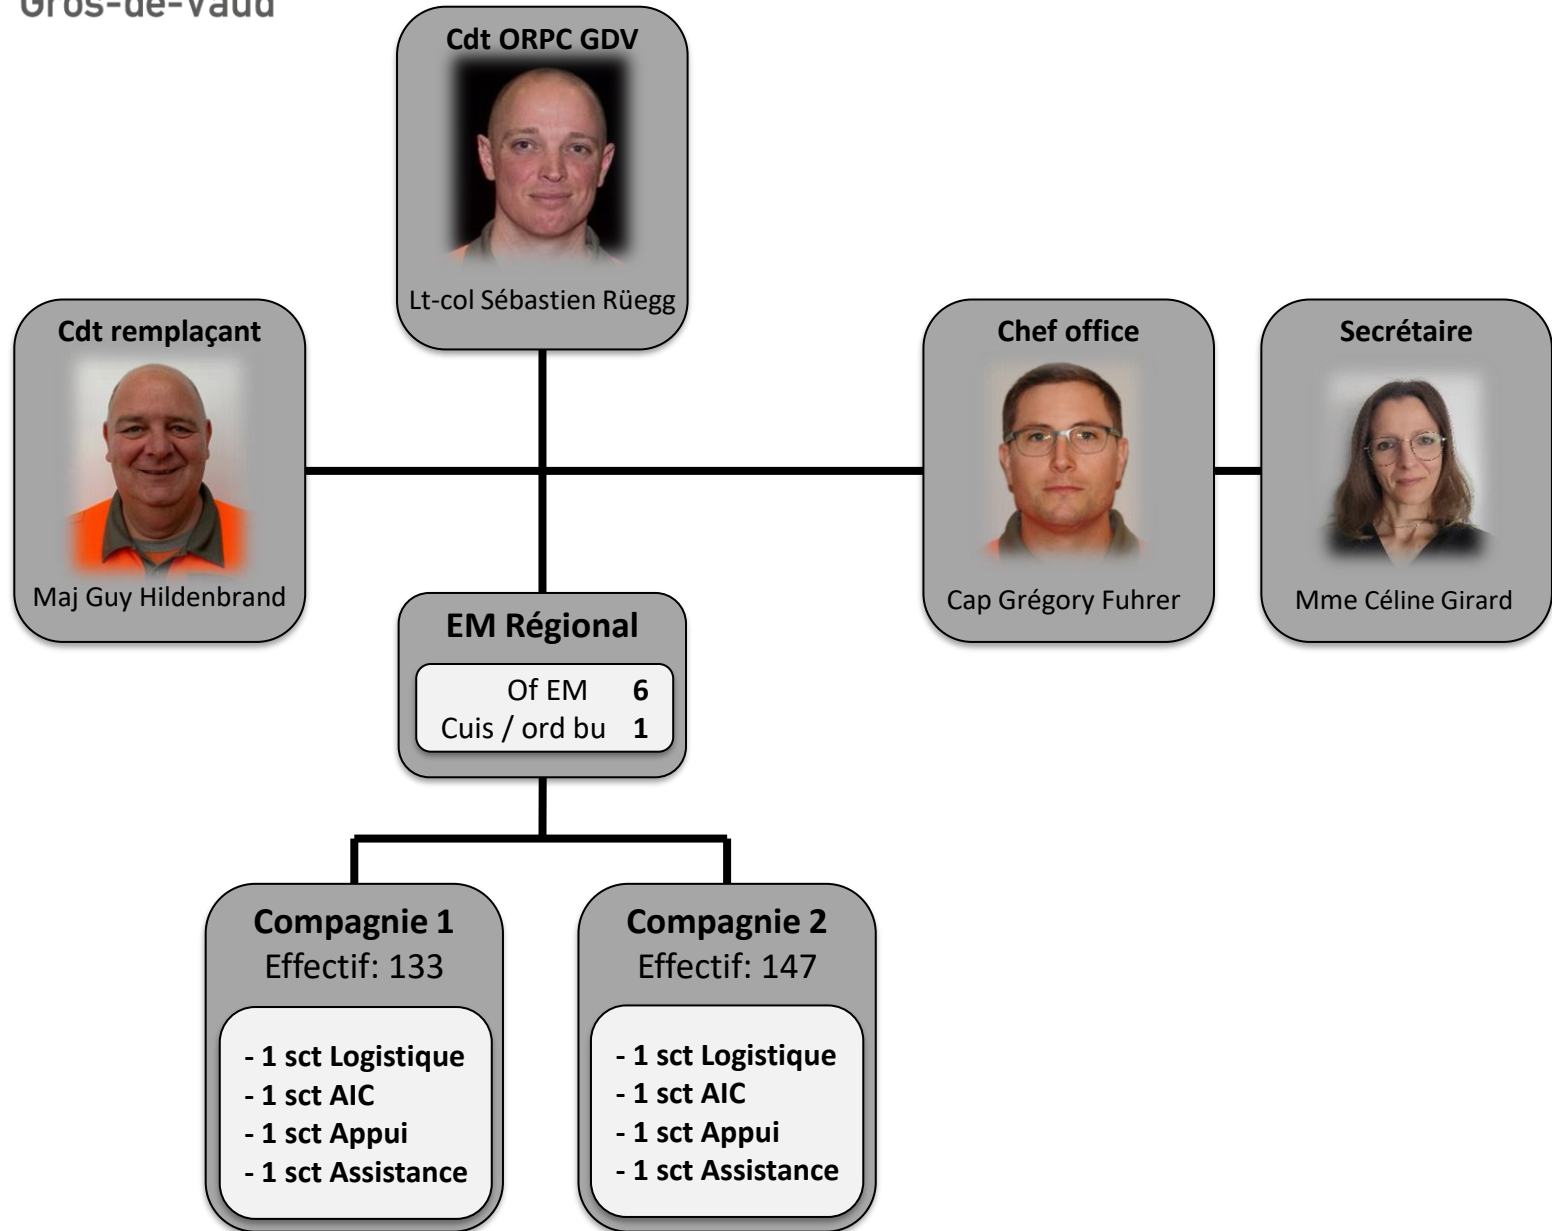 Gros-de-Vaud
Cdt ORPC GDV
Lt-col Sébastien Rüegg
Cdt remplaçant
Maj Guy Hildenbrand
Chef office
Cap Grégory Fuhrer
Secrétaire
Mme Céline Girard
EM Régional
Of EM 6
Cuis / ord bu 1
Compagnie 1
Effectif: 133
- 1 sct Logistique
- 1 sct AIC
- 1 sct Appui
- 1 sct Assistance
Compagnie 2
Effectif: 147
- 1 sct Logistique
- 1 sct AIC
- 1 sct Appui
- 1 sct Assistance